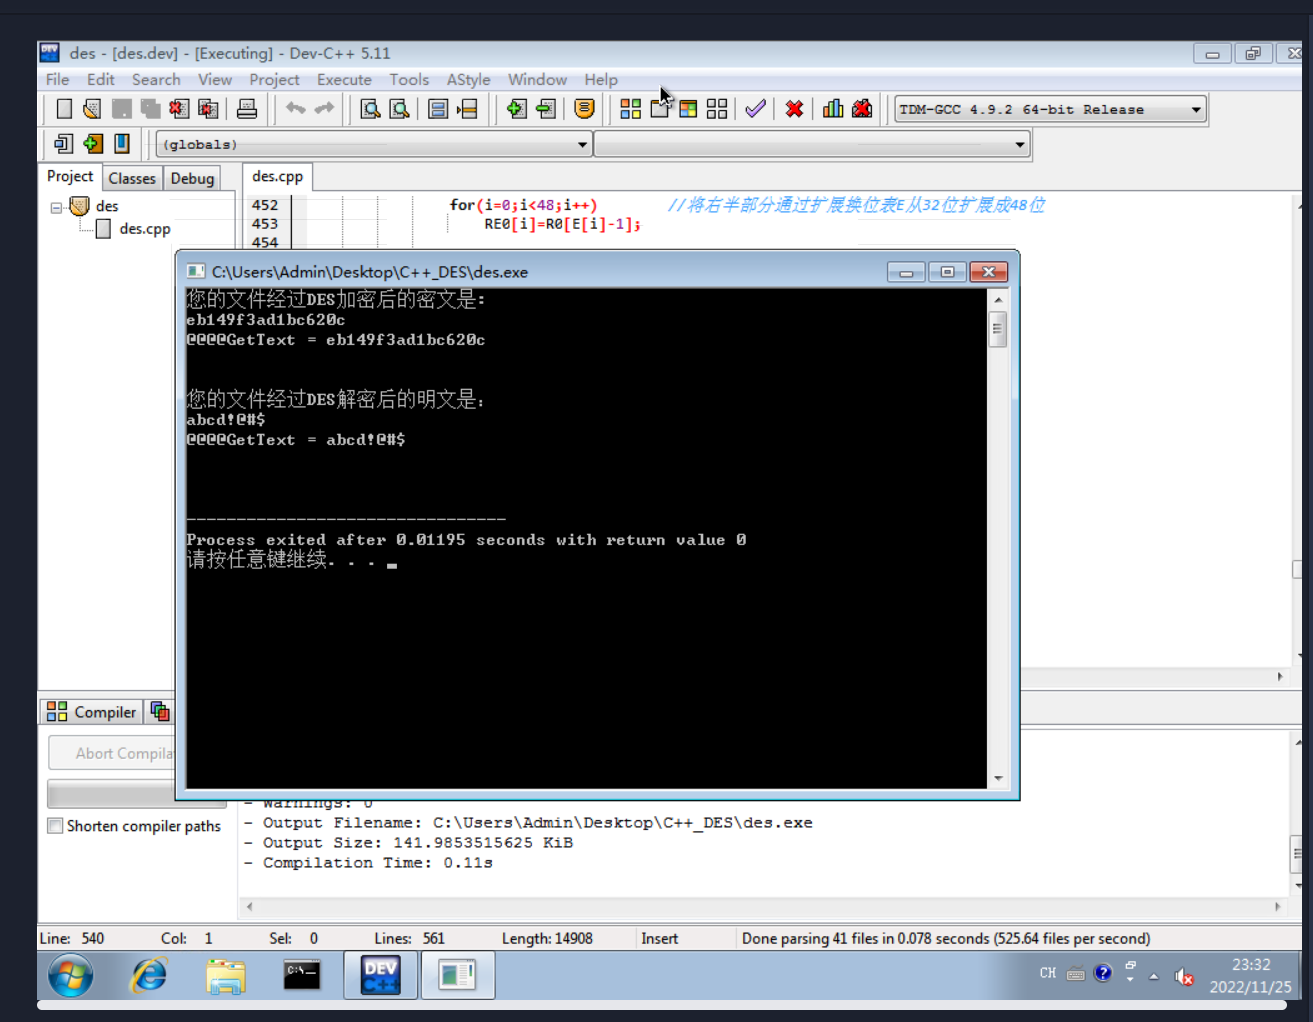 des - [des.dev] - [Executing] - Dev-C++ 5.11
File Edit Search View Project Execute Tools AStyle Window Help
TDM-GCC 4.9.2 64-bit Release
(globals)
Project Classes Debug des.cpp
des
des.cpp
452 for(i=0;i<48;i++) //将右半部分通过扩展换位表E从32位扩展成48位
453 RE0[i]=R0[E[i]-1];
454
C:\Users\Admin\Desktop\C++_DES\des.exe
您的文件经过DES加密后的密文是:
eb149f3ad1bc620c
@@@@GetText = eb149f3ad1bc620c
您的文件经过DES解密后的明文是:
abcd!@#$
@@@@GetText = abcd!@#$
--------------------------------
Process exited after 0.01195 seconds with return value 0
请按任意键继续. . .
Compiler
Abort Compila
- Warnings: 0
Shorten compiler paths
- Output Filename: C:\Users\Admin\Desktop\C++_DES\des.exe
- Output Size: 141.9853515625 KiB
- Compilation Time: 0.11s
Line: 540 Col: 1 Sel: 0 Lines: 561 Length: 14908 Insert Done parsing 41 files in 0.078 seconds (525.64 files per second)
C:\_
DEV
C++
CH
23:32
2022/11/25